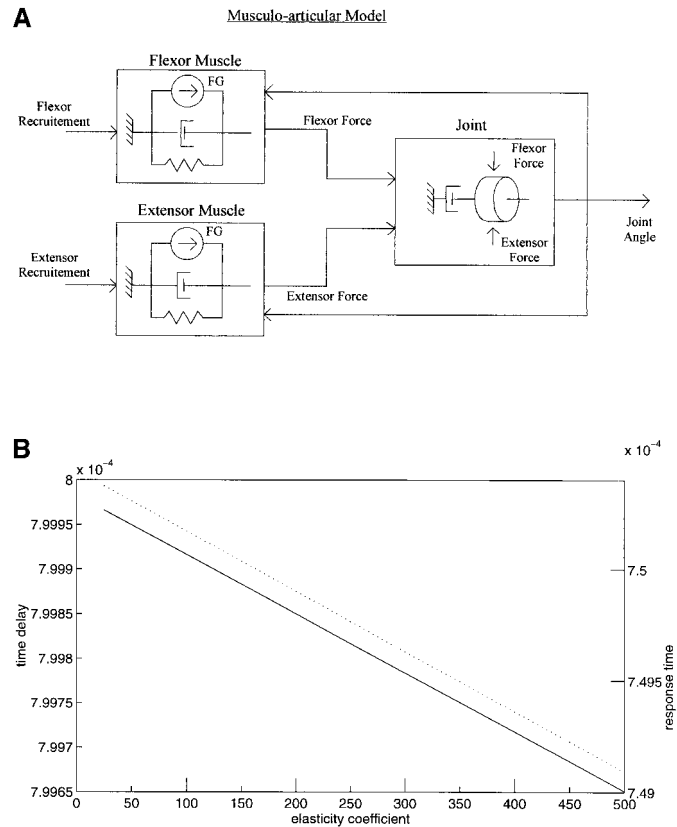 A
Musculo-articular Model
Flexor Muscle
FG
Flexor
Recruitement
Flexor Force
Joint
Flexor
Force
Extensor
Force
Joint
Angle
Extensor Muscle
FG
Extensor
Recruitement
Extensor Force
B
x 10⁻⁴
x 10⁻⁴
8
7.9995
7.999
7.9985
7.998
7.9975
7.997
7.9965
time delay
7.5
7.495
7.49
response time
0 50 100 150 200 250 300 350 400 450 500
elasticity coefficient